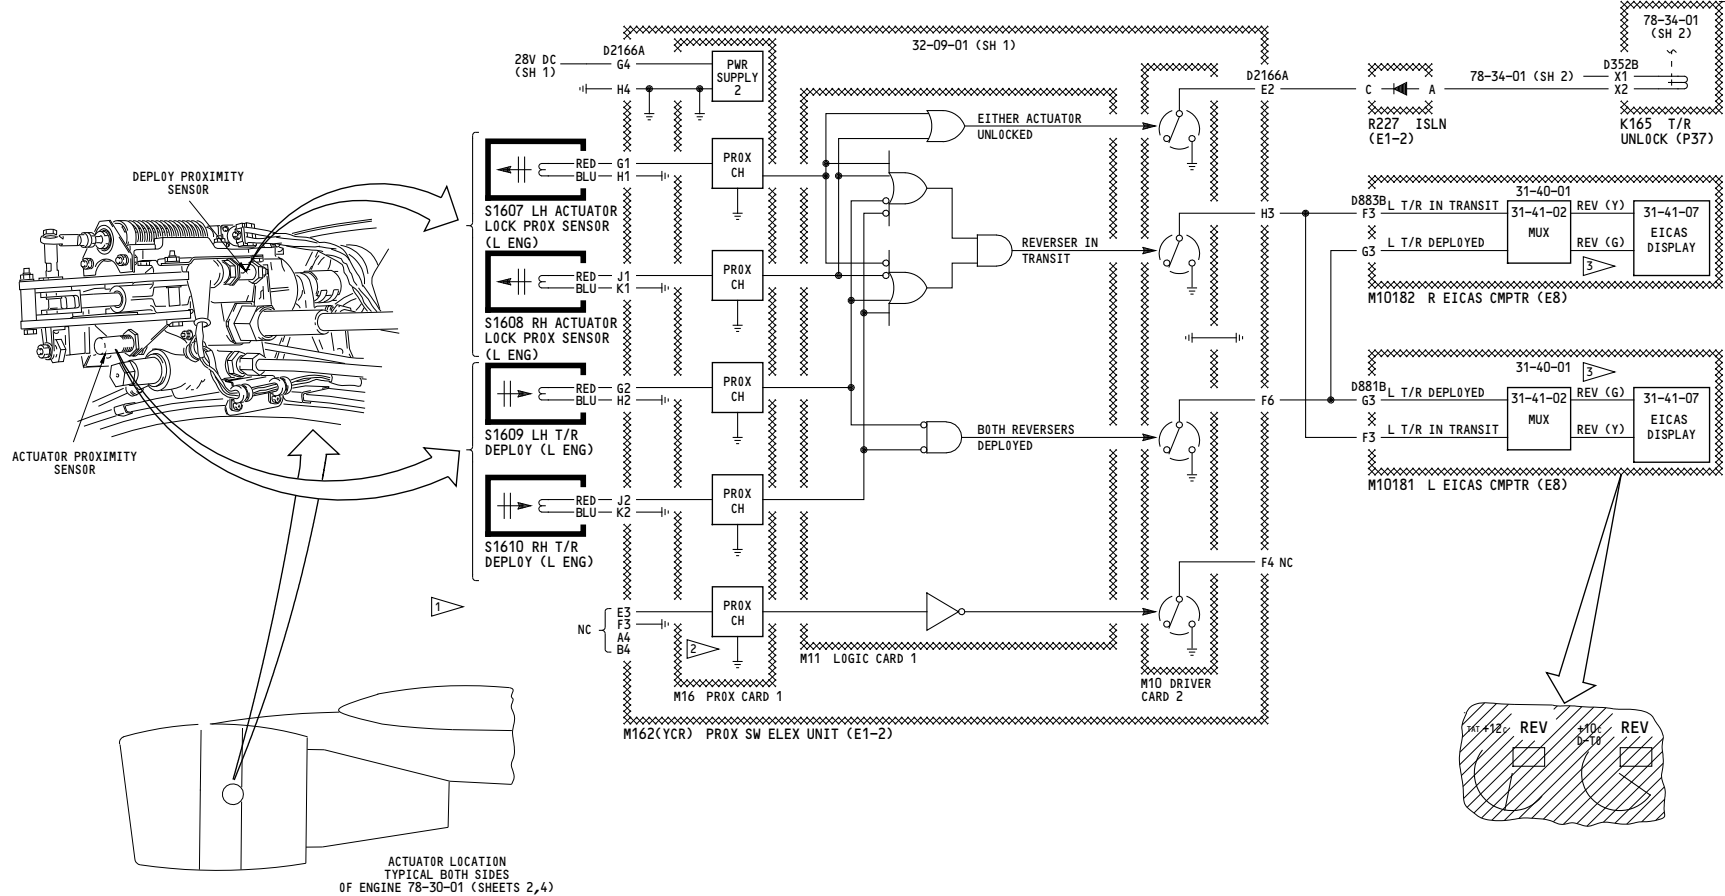 32-09-01 (SH 1)
78-34-01
(SH 2)
28V DC
(SH 1)
D2166A
G4
H4
PWR
SUPPLY
2
D2166A
E2
C
A
78-34-01 (SH 2)
D352B
X1
X2
R227 ISLN
(E1-2)
K165 T/R
UNLOCK (P37)
EITHER ACTUATOR
UNLOCKED
DEPLOY PROXIMITY
SENSOR
RED
BLU
G1
H1
PROX
CH
S1607 LH ACTUATOR
LOCK PROX SENSOR
(L ENG)
RED
BLU
J1
K1
PROX
CH
S1608 RH ACTUATOR
LOCK PROX SENSOR
(L ENG)
REVERSER IN
TRANSIT
H3
31-40-01
D883B
F3
L T/R IN TRANSIT
G3
L T/R DEPLOYED
31-41-02
MUX
REV (Y)
REV (G)
3
31-41-07
EICAS
DISPLAY
M10182 R EICAS CMPTR (E8)
RED
BLU
G2
H2
PROX
CH
S1609 LH T/R
DEPLOY (L ENG)
BOTH REVERSERS
DEPLOYED
F6
31-40-01
3
D881B
G3
L T/R DEPLOYED
F3
L T/R IN TRANSIT
31-41-02
MUX
REV (G)
REV (Y)
31-41-07
EICAS
DISPLAY
M10181 L EICAS CMPTR (E8)
ACTUATOR PROXIMITY
SENSOR
RED
BLU
J2
K2
PROX
CH
S1610 RH T/R
DEPLOY (L ENG)
1
NC
E3
F3
A4
B4
PROX
CH
2
F4 NC
M16 PROX CARD 1
M11 LOGIC CARD 1
M10 DRIVER
CARD 2
M162(YCR) PROX SW ELEX UNIT (E1-2)
TAT +12c
REV
+10c
D-TO
REV
ACTUATOR LOCATION
TYPICAL BOTH SIDES
OF ENGINE 78-30-01 (SHEETS 2,4)